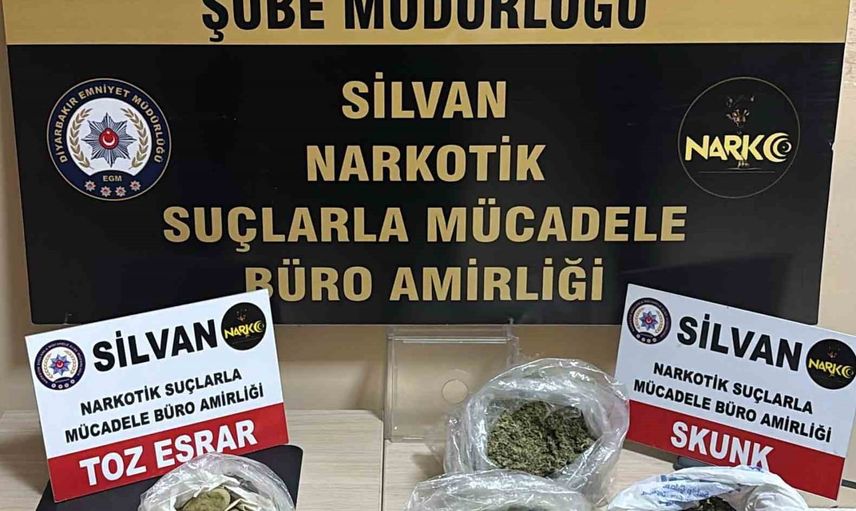 ŞUBE MÜDÜRLÜĞÜ
DİYARBAKIR EMNİYET MÜDÜRLÜĞÜ
EGM
SİLVAN
NARKOTİK
SUÇLARLA MÜCADELE
BÜRO AMİRLİĞİ
NARKO
SİLVAN
NARKO
NARKOTİK SUÇLARLA
MÜCADELE BÜRO AMİRLİĞİ
TOZ ESRAR
SİLVAN
NARKO
NARKOTİK SUÇLARLA
MÜCADELE BÜRO AMİRLİĞİ
SKUNK